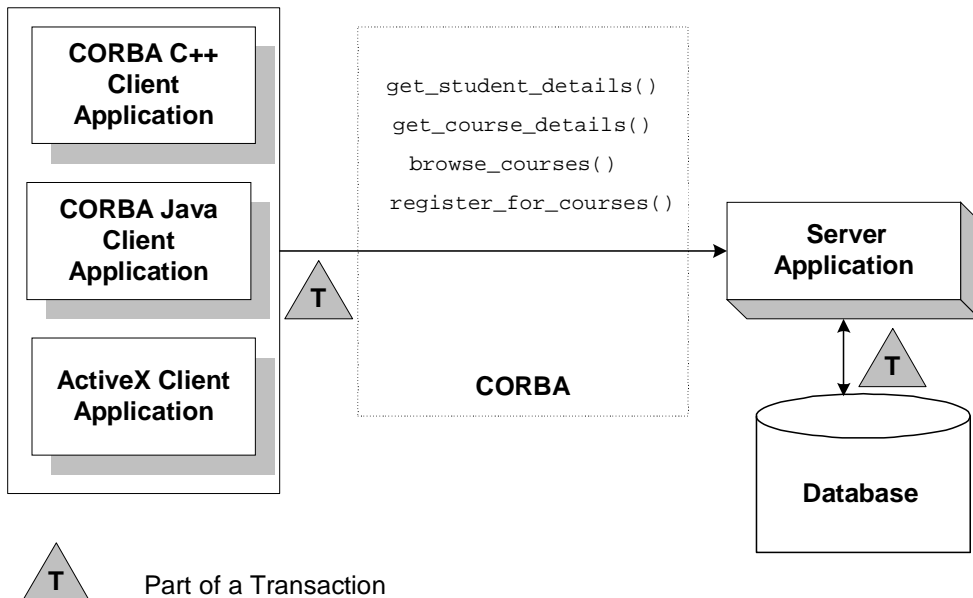 CORBA C++
Client
Application
CORBA Java
Client
Application
ActiveX Client
Application
T
get_student_details()
get_course_details()
browse_courses()
register_for_courses()
CORBA
Server
Application
T
Database
T
Part of a Transaction